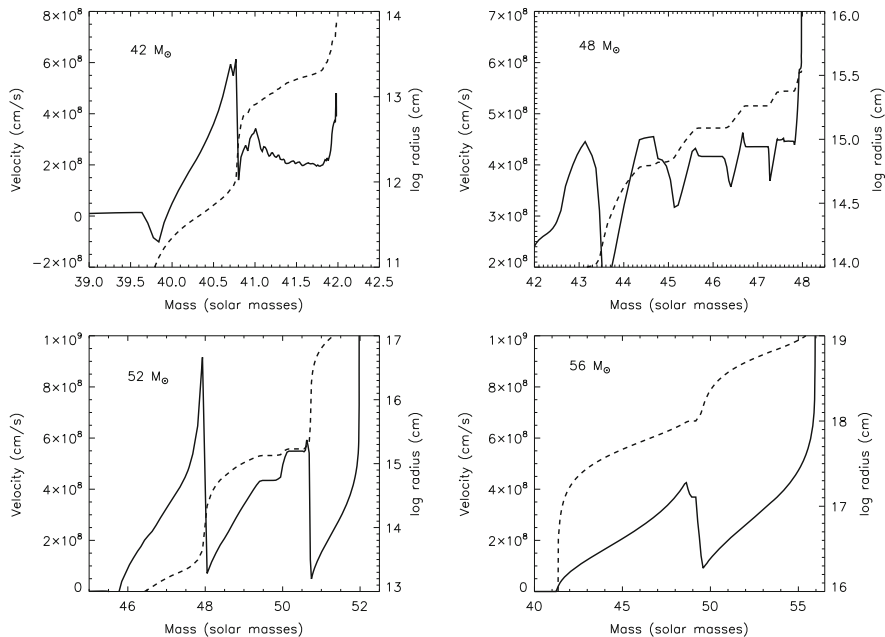 42 M☉
8×10⁸
6×10⁸
4×10⁸
2×10⁸
0
−2×10⁸
Velocity (cm/s)
14
13
12
11
log radius (cm)
39.0 39.5 40.0 40.5 41.0 41.5 42.0 42.5
Mass (solar masses)
48 M☉
7×10⁸
6×10⁸
5×10⁸
4×10⁸
3×10⁸
2×10⁸
Velocity (cm/s)
16.0
15.5
15.0
14.5
14.0
log radius (cm)
42 43 44 45 46 47 48
Mass (solar masses)
52 M☉
1×10⁹
8×10⁸
6×10⁸
4×10⁸
2×10⁸
0
Velocity (cm/s)
17
16
15
14
13
log radius (cm)
46 48 50 52
Mass (solar masses)
56 M☉
1×10⁹
8×10⁸
6×10⁸
4×10⁸
2×10⁸
0
Velocity (cm/s)
19
18
17
16
log radius (cm)
40 45 50 55
Mass (solar masses)